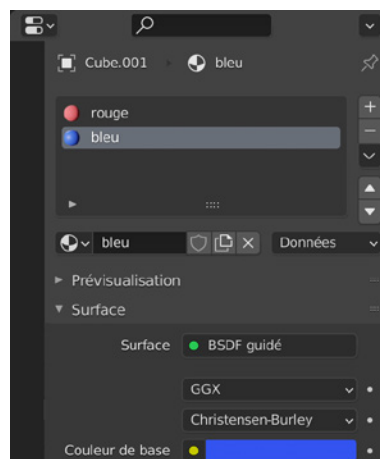 Cube.001 bleu
rouge
bleu
bleu Données
Prévisualisation
Surface
Surface BSDF guidé
GGX
Christensen-Burley
Couleur de base